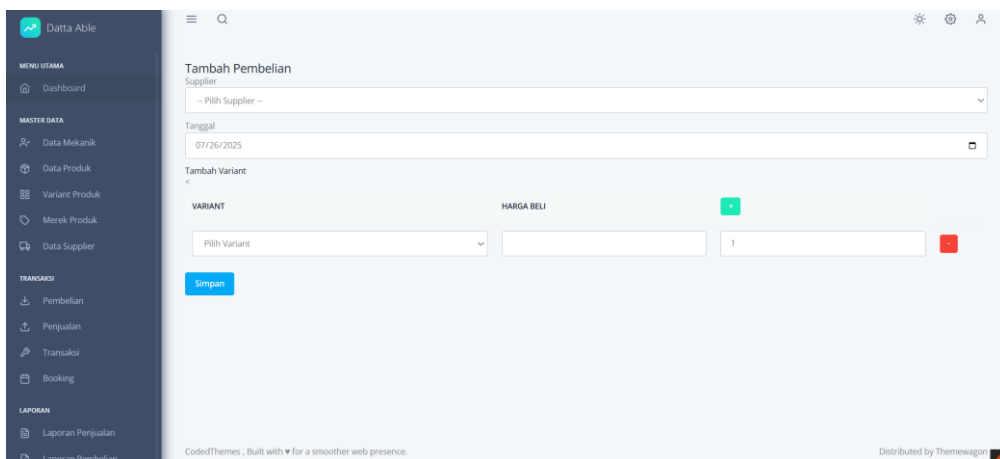 Datta Able
MENU UTAMA
Dashboard
MASTER DATA
Data Mekanik
Data Produk
Variant Produk
Merek Produk
Data Supplier
TRANSAKSI
Pembelian
Penjualan
Transaksi
Booking
LAPORAN
Laporan Penjualan
Laporan Pembelian
Tambah Pembelian
Supplier
-- Pilih Supplier --
Tanggal
07/26/2025
Tambah Variant
<
VARIANT HARGA BELI +
Pilih Variant 1 -
Simpan
CodedThemes , Built with ♥ for a smoother web presence. Distributed by Themewagon